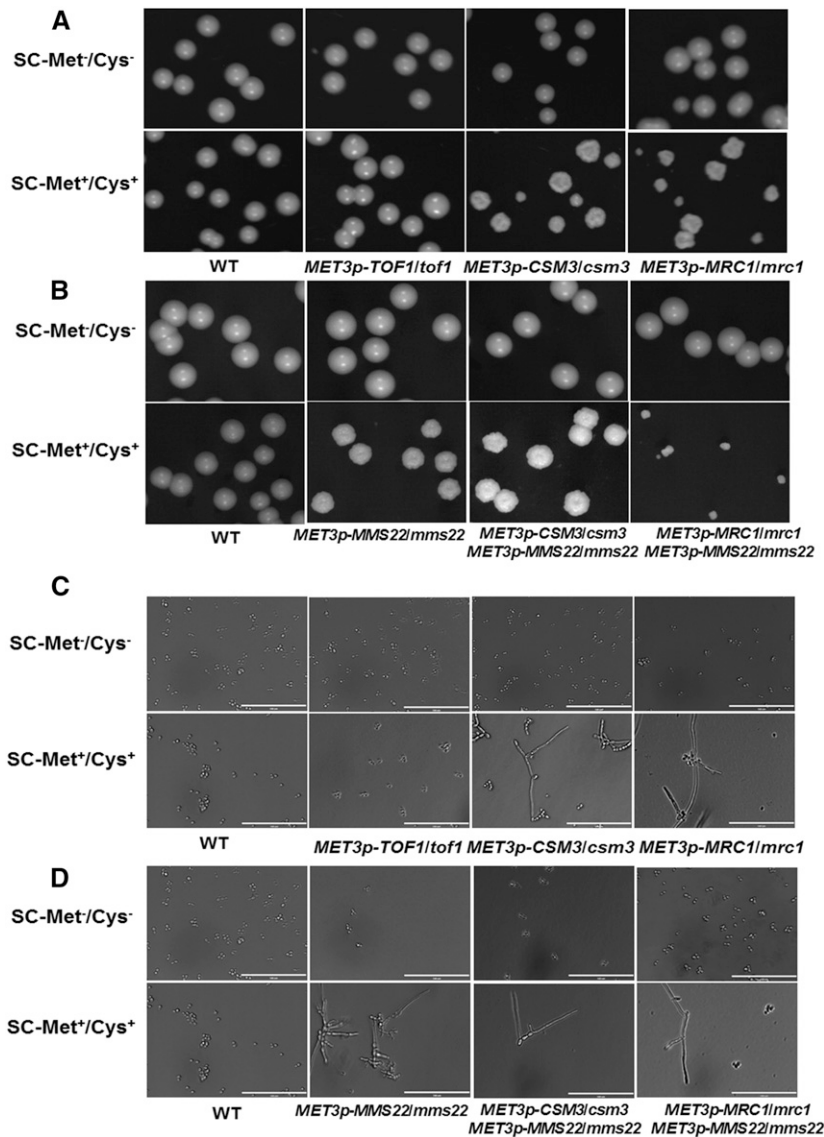 A
SC-Met⁻/Cys⁻
SC-Met⁺/Cys⁺
WT
MET3p-TOF1/tof1
MET3p-CSM3/csm3
MET3p-MRC1/mrc1
B
SC-Met⁻/Cys⁻
SC-Met⁺/Cys⁺
WT
MET3p-MMS22/mms22
MET3p-CSM3/csm3
MET3p-MMS22/mms22
MET3p-MRC1/mrc1
MET3p-MMS22/mms22
C
SC-Met⁻/Cys⁻
SC-Met⁺/Cys⁺
WT
MET3p-TOF1/tof1
MET3p-CSM3/csm3
MET3p-MRC1/mrc1
D
SC-Met⁻/Cys⁻
SC-Met⁺/Cys⁺
WT
MET3p-MMS22/mms22
MET3p-CSM3/csm3
MET3p-MMS22/mms22
MET3p-MRC1/mrc1
MET3p-MMS22/mms22